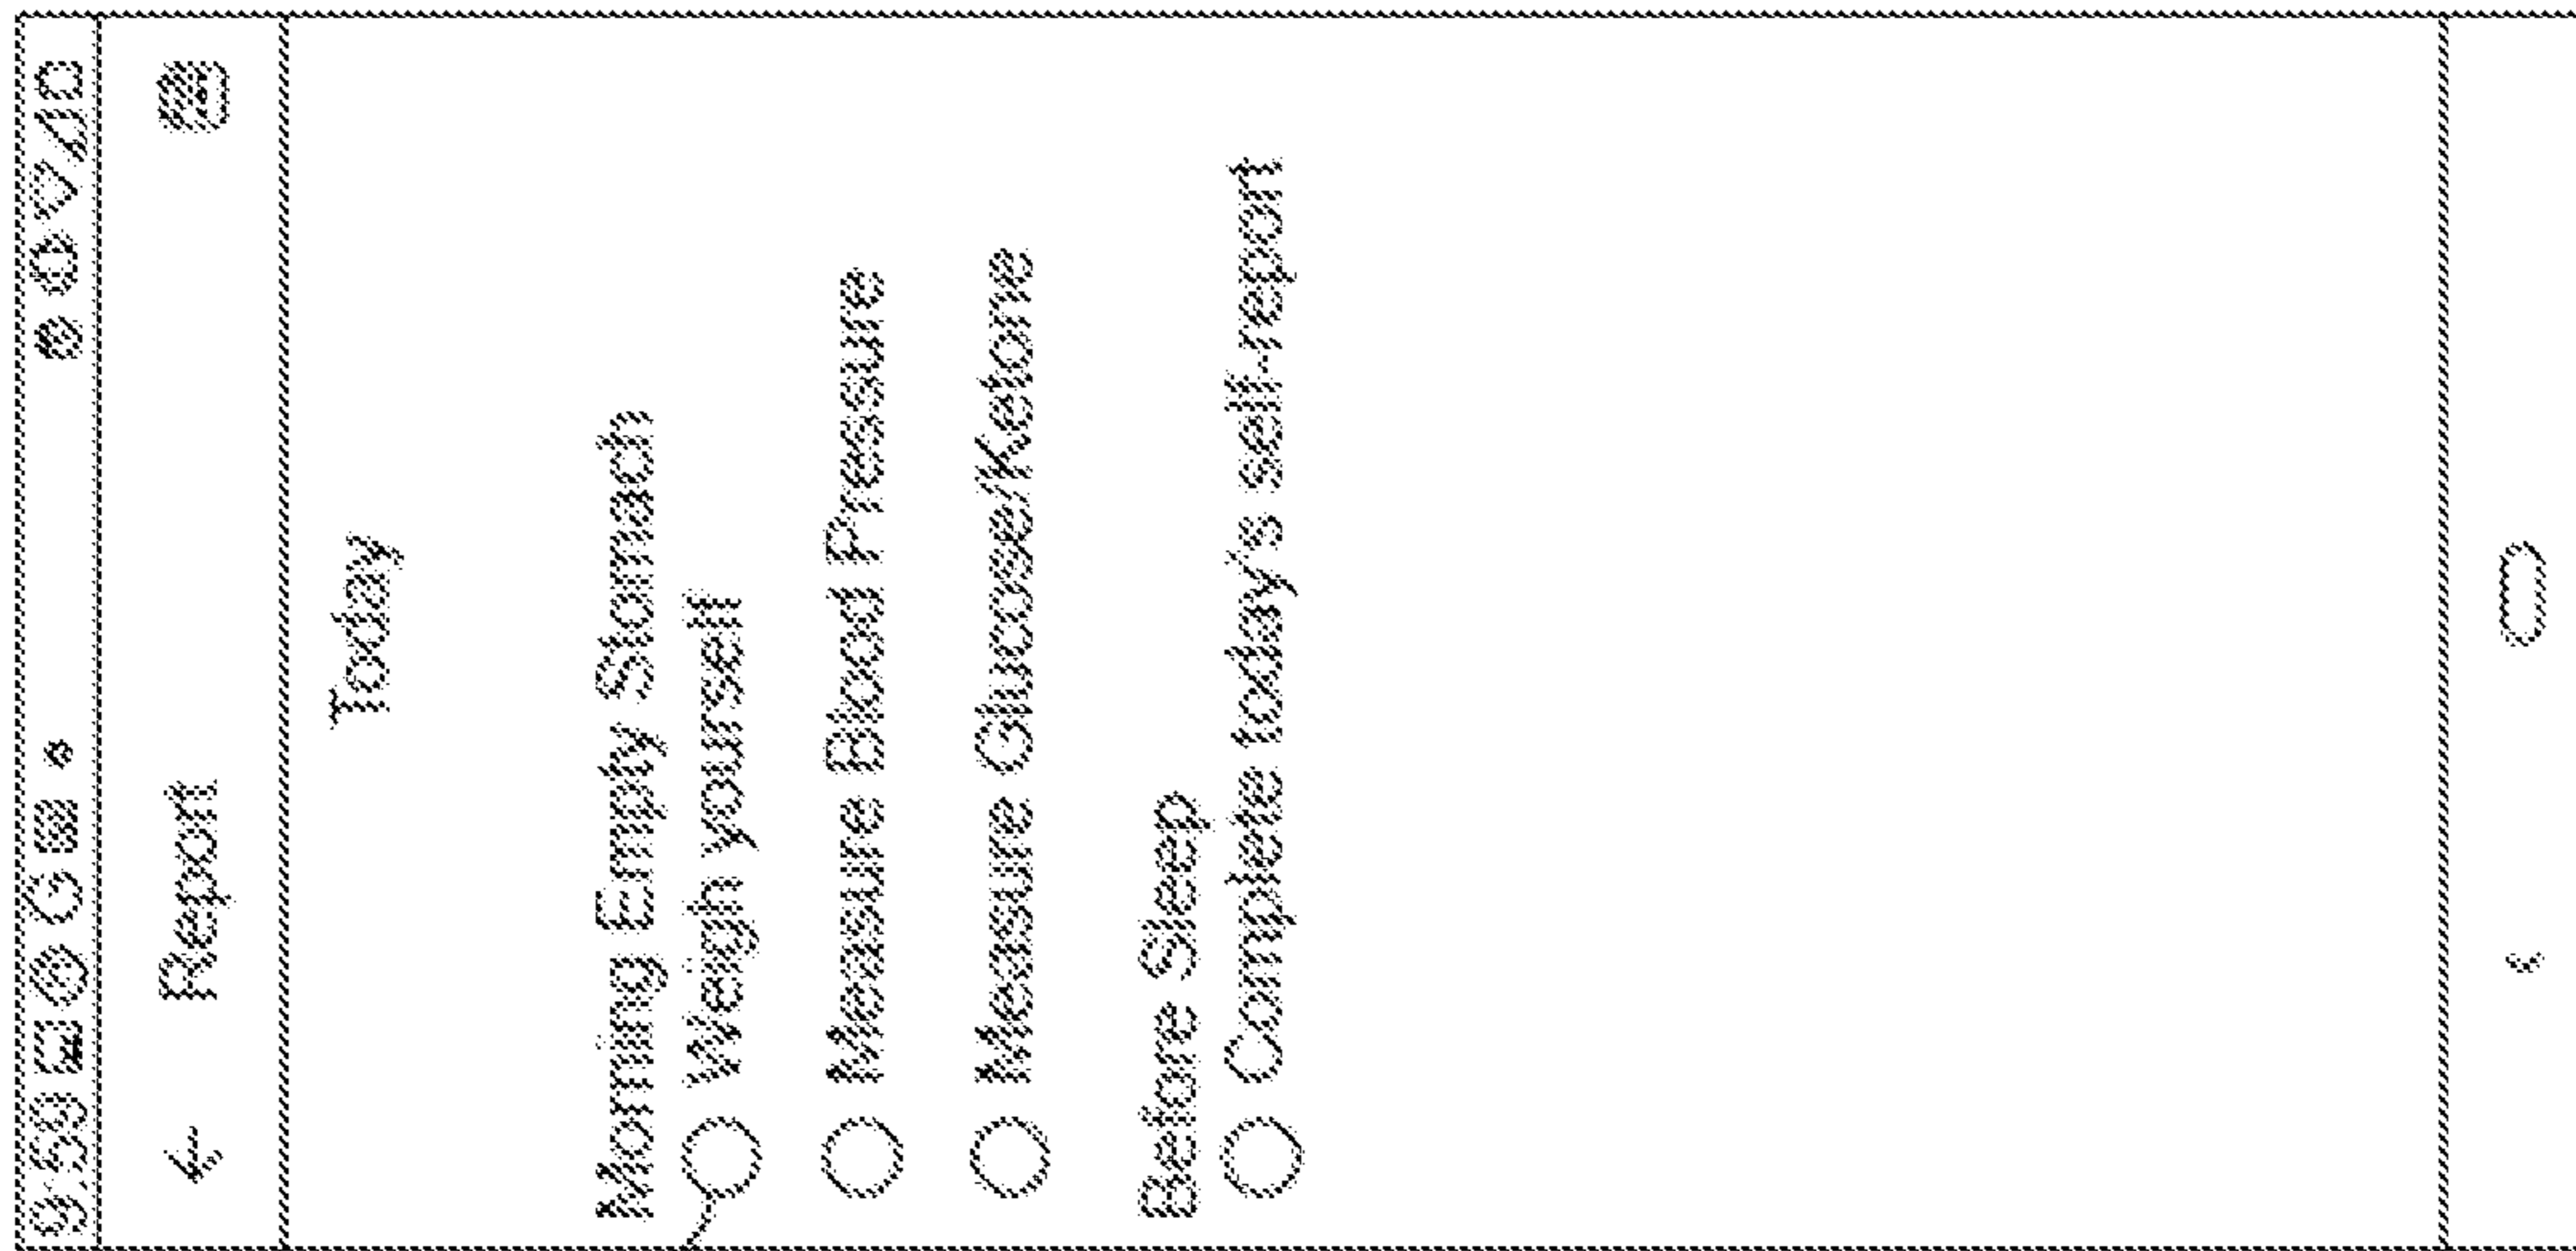 9:59
Report
Today
Morning Empty Stomach
Weigh yourself
Measure Blood Pressure
Measure Glucose/Ketone
Before Sleep
Complete today's self-report